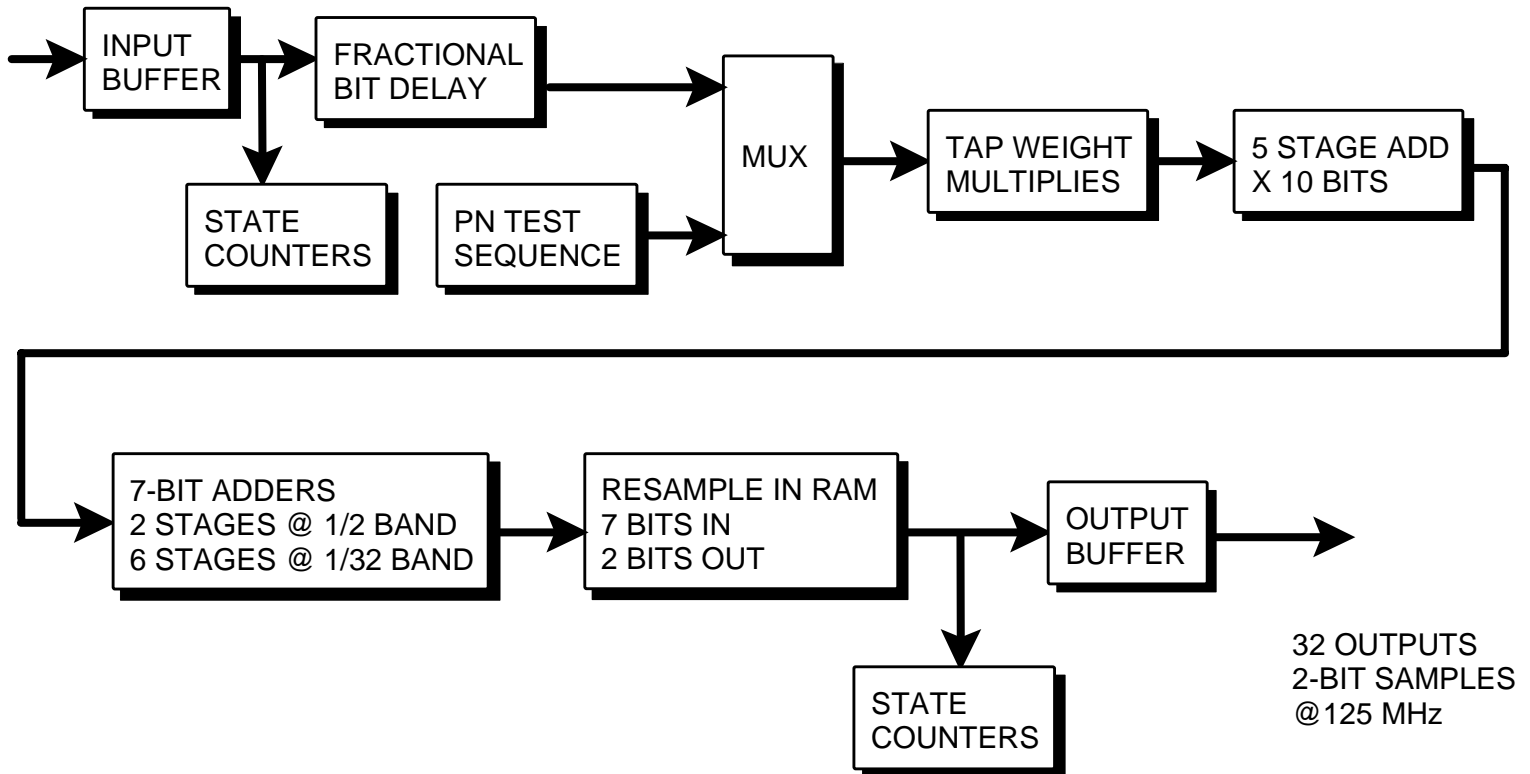 INPUT
BUFFER
FRACTIONAL
BIT DELAY
STATE
COUNTERS
PN TEST
SEQUENCE
MUX
TAP WEIGHT
MULTIPLIES
5 STAGE ADD
X 10 BITS
7-BIT ADDERS
2 STAGES @ 1/2 BAND
6 STAGES @ 1/32 BAND
RESAMPLE IN RAM
7 BITS IN
2 BITS OUT
OUTPUT
BUFFER
STATE
COUNTERS
32 OUTPUTS
2-BIT SAMPLES
@125 MHz